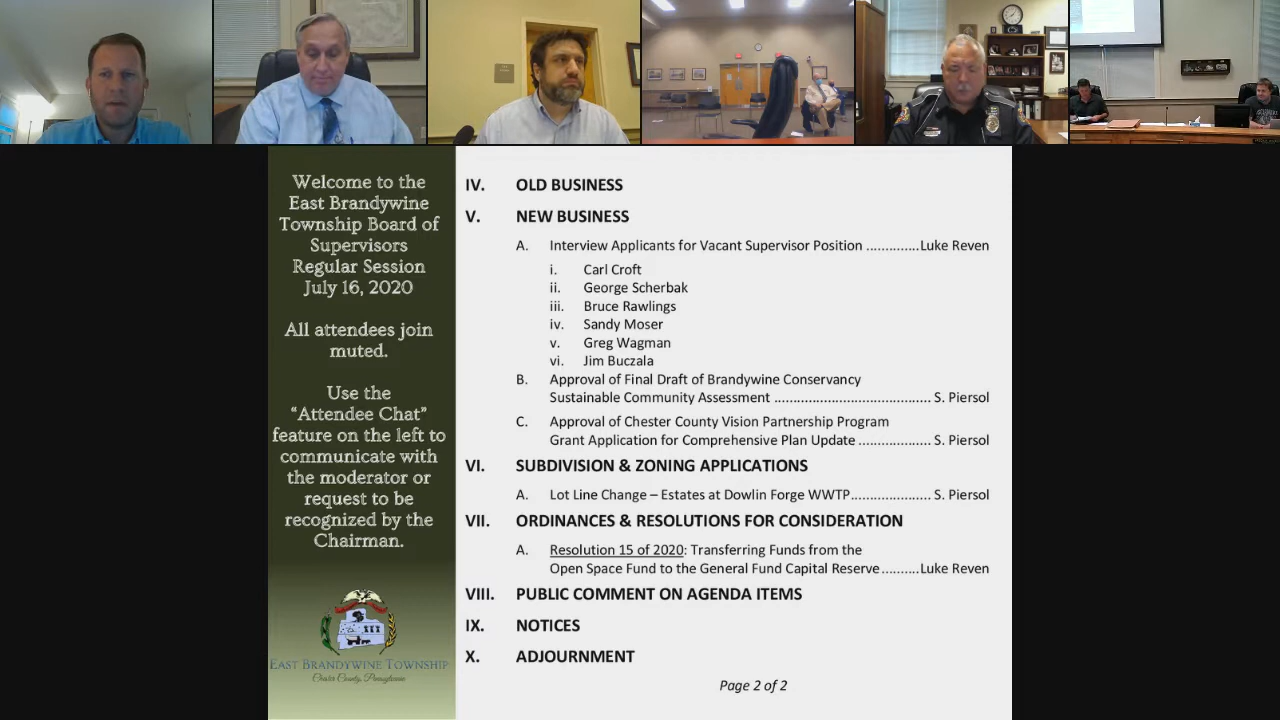 Welcome to the
East Brandywine
Township Board of
Supervisors
Regular Session
July 16, 2020
All attendees join
muted.
Use the
“Attendee Chat”
feature on the left to
communicate with
the moderator or
request to be
recognized by the
Chairman.
EAST BRANDYWINE TOWNSHIP
Chester County, Pennsylvania
IV. OLD BUSINESS
V. NEW BUSINESS
A. Interview Applicants for Vacant Supervisor Position ..............Luke Reven
i. Carl Croft
ii. George Scherbak
iii. Bruce Rawlings
iv. Sandy Moser
v. Greg Wagman
vi. Jim Buczala
B. Approval of Final Draft of Brandywine Conservancy
Sustainable Community Assessment ........................................ S. Piersol
C. Approval of Chester County Vision Partnership Program
Grant Application for Comprehensive Plan Update ................... S. Piersol
VI. SUBDIVISION & ZONING APPLICATIONS
A. Lot Line Change – Estates at Dowlin Forge WWTP..................... S. Piersol
VII. ORDINANCES & RESOLUTIONS FOR CONSIDERATION
A. Resolution 15 of 2020: Transferring Funds from the
Open Space Fund to the General Fund Capital Reserve..........Luke Reven
VIII. PUBLIC COMMENT ON AGENDA ITEMS
IX. NOTICES
X. ADJOURNMENT
Page 2 of 2